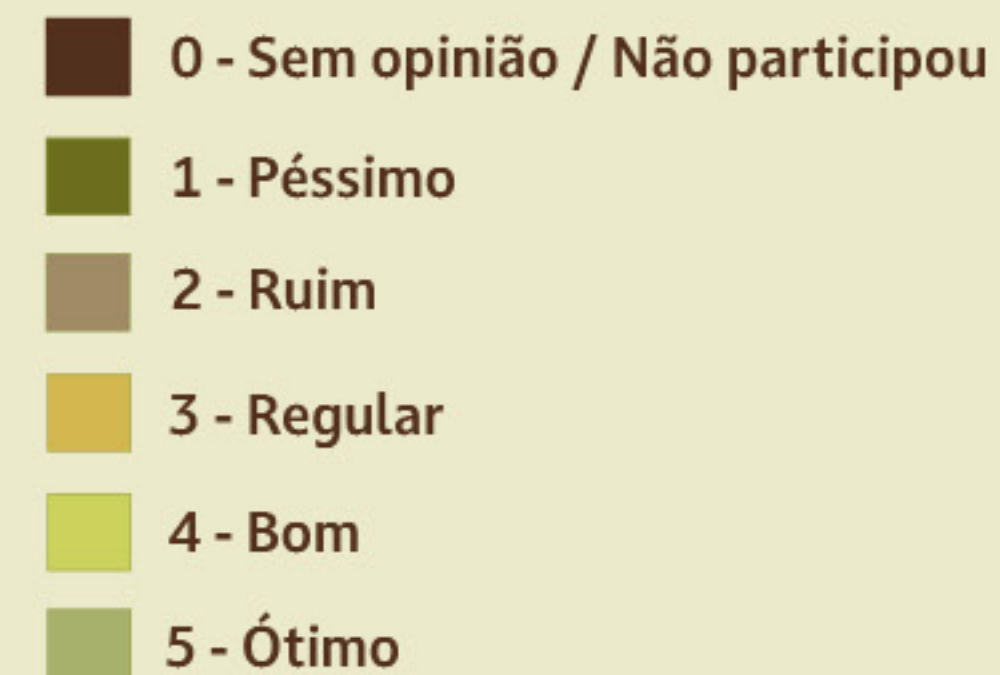 0 - Sem opinião / Não participou
1 - Péssimo
2 - Ruim
3 - Regular
4 - Bom
5 - Ótimo